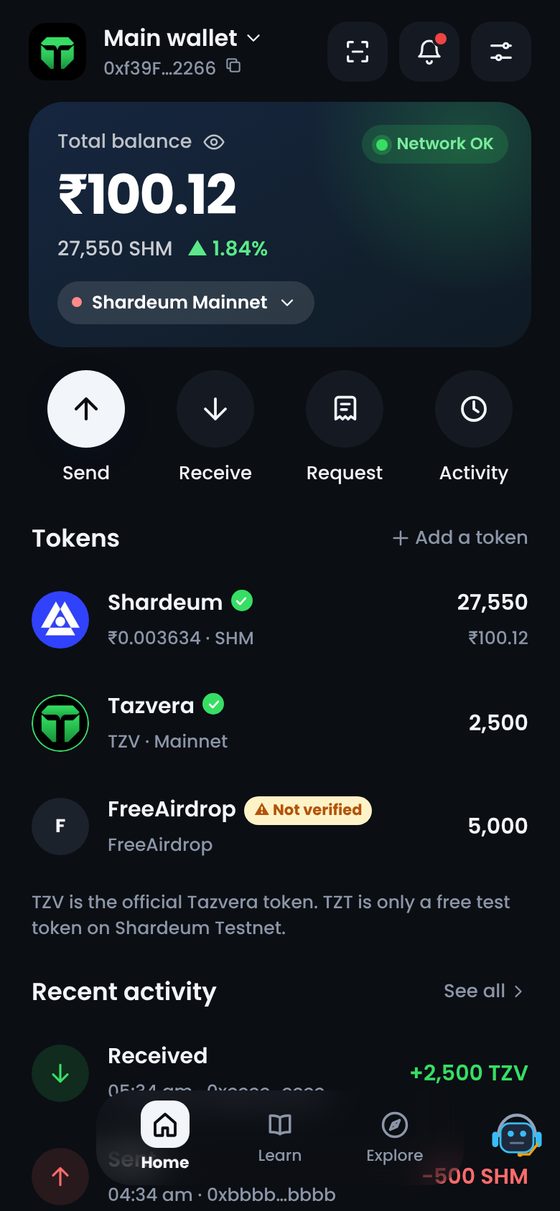 Main wallet
0xf39F…2266
Total balance
Network OK
₹100.12
27,550 SHM ▲ 1.84%
Shardeum Mainnet
Send Receive Request Activity
Tokens
+ Add a token
Shardeum
27,550
₹0.003634 · SHM
₹100.12
Tazvera
TZV · Mainnet
2,500
F
FreeAirdrop
Not verified
FreeAirdrop
5,000
TZV is the official Tazvera token. TZT is only a free test
token on Shardeum Testnet.
Recent activity
See all
Received
+2,500 TZV
05:34 am
Home Learn Explore
-500 SHM
04:34 am · 0xbbbb…bbbb